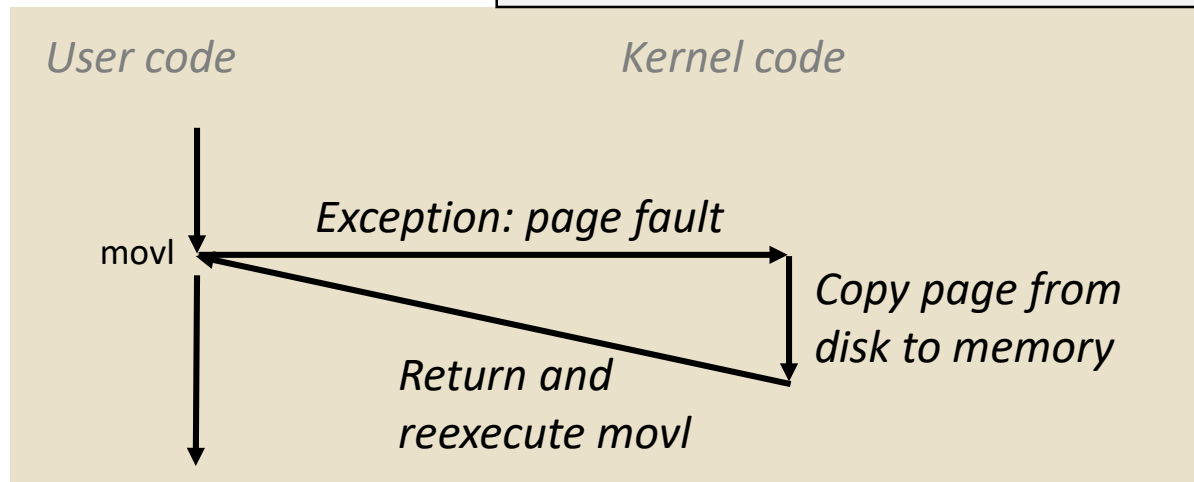 User code
Kernel code
Exception: page fault
movl
Copy page from
disk to memory
Return and
reexecute movl